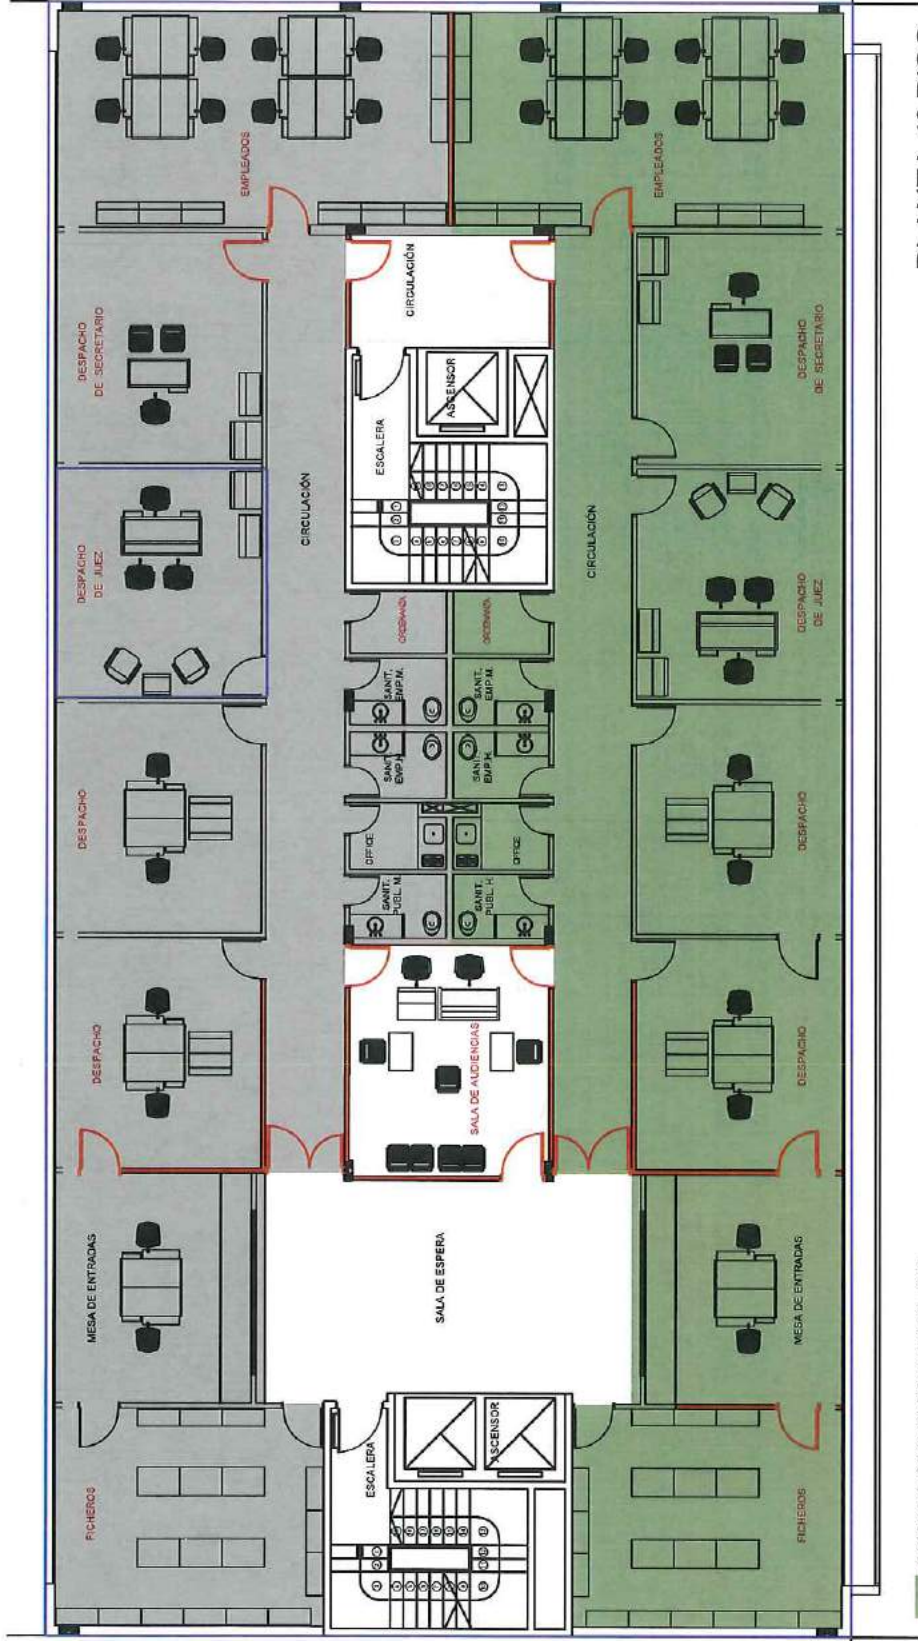 EMPLEADOS
EMPLEADOS
DESPACHO
DE SECRETARIO
CIRCULACIÓN
DESPACHO
DE SECRETARIO
ASCENSOR
ESCALERA
CIRCULACIÓN
CIRCULACIÓN
DESPACHO
DE JUEZ
DESPACHO
DE JUEZ
ORDENANZA
ORDENANZA
SANIT.
EMP.M.
SANIT.
EMP.M.
SANIT.
EMP.H.
SANIT.
EMP.H.
DESPACHO
OFFICE
OFFICE
DESPACHO
SANIT.
PUBL. M.
SANIT.
PUBL. H.
DESPACHO
SALA DE AUDIENCIAS
DESPACHO
MESA DE ENTRADAS
SALA DE ESPERA
MESA DE ENTRADAS
FICHEROS
ESCALERA
ASCENSOR
FICHEROS